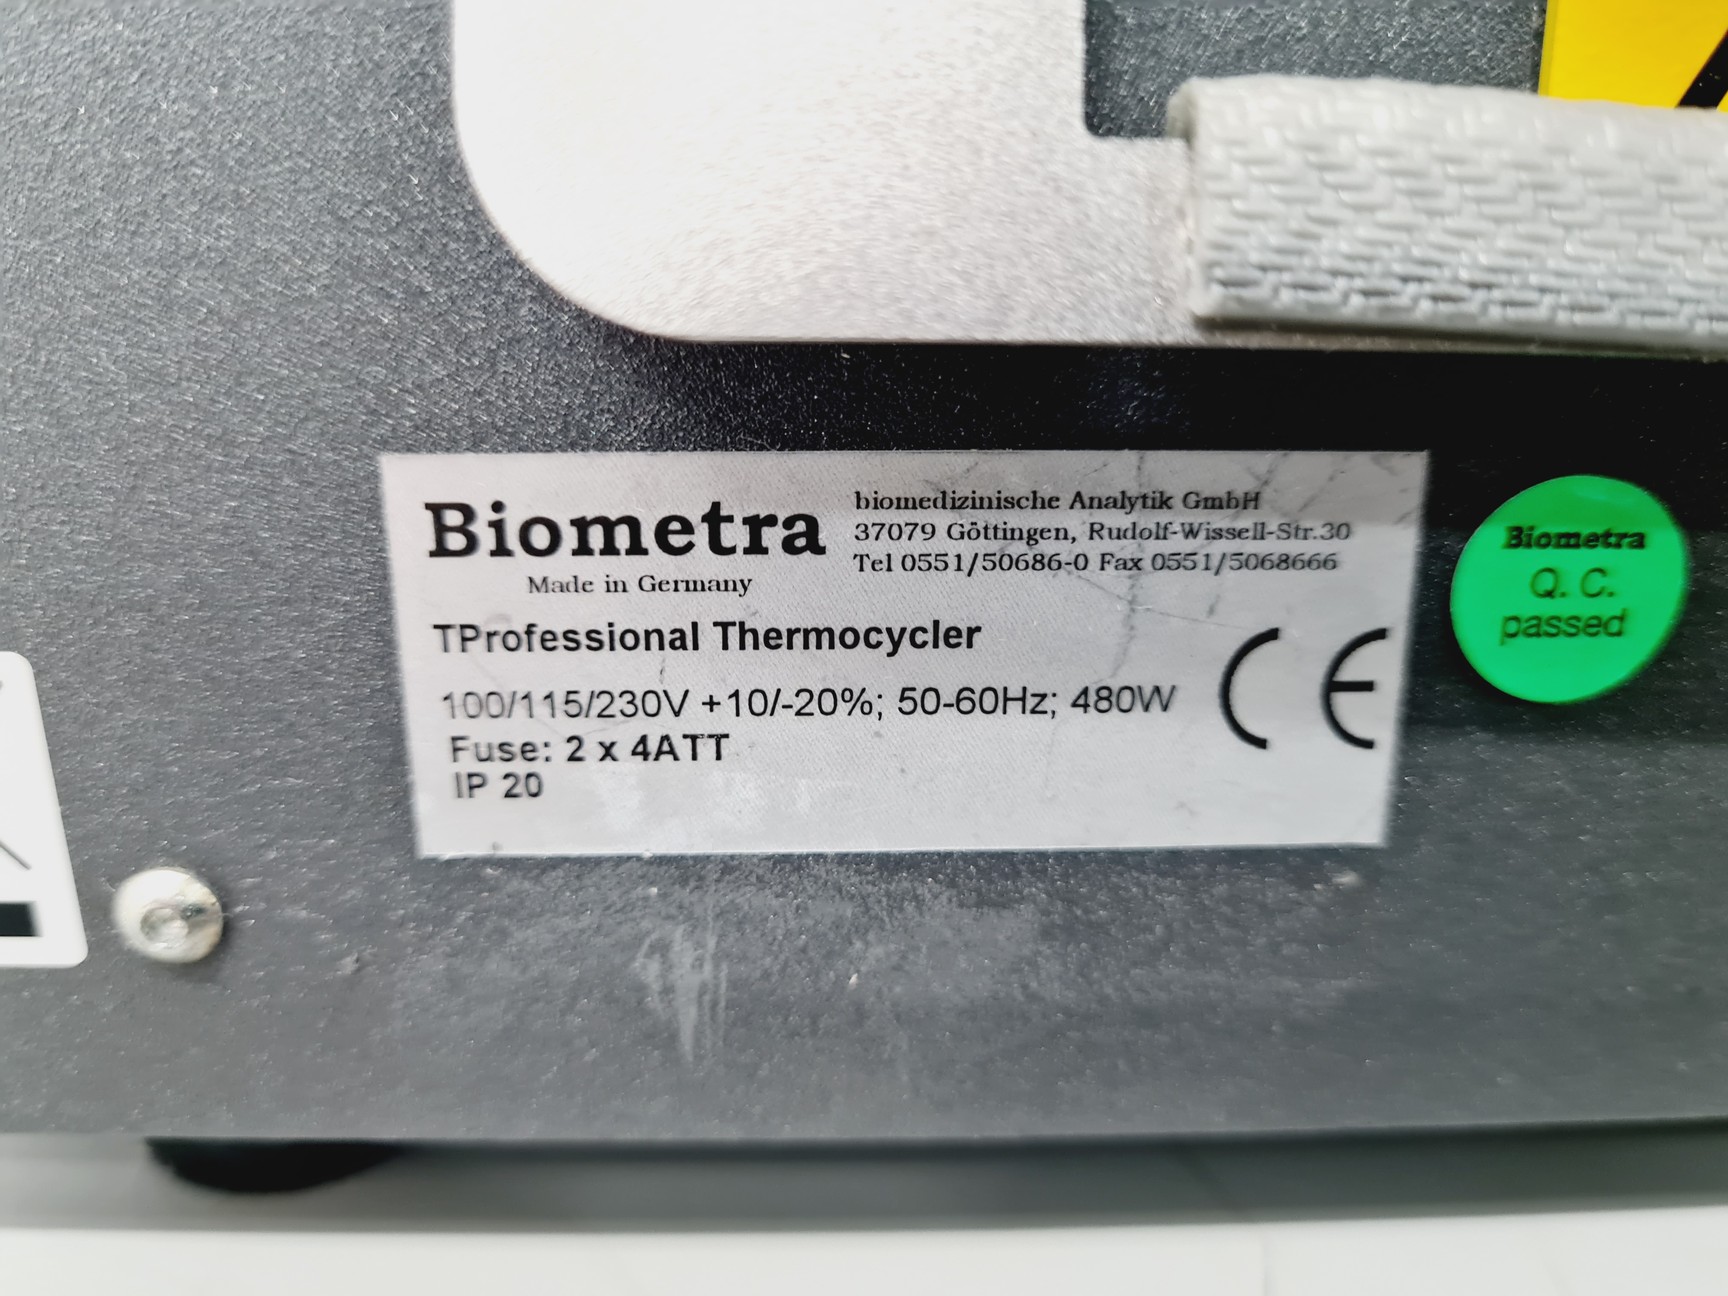 Biometra
Made in Germany
biomedizinische Analytik GmbH
37079 Göttingen, Rudolf-Wissell-Str.30
Tel 0551/50686-0 Fax 0551/5068666
TProfessional Thermocycler
100/115/230V +10/-20%; 50-60Hz; 480W
Fuse: 2 x 4ATT
IP 20
CE
Biometra
Q. C.
passed